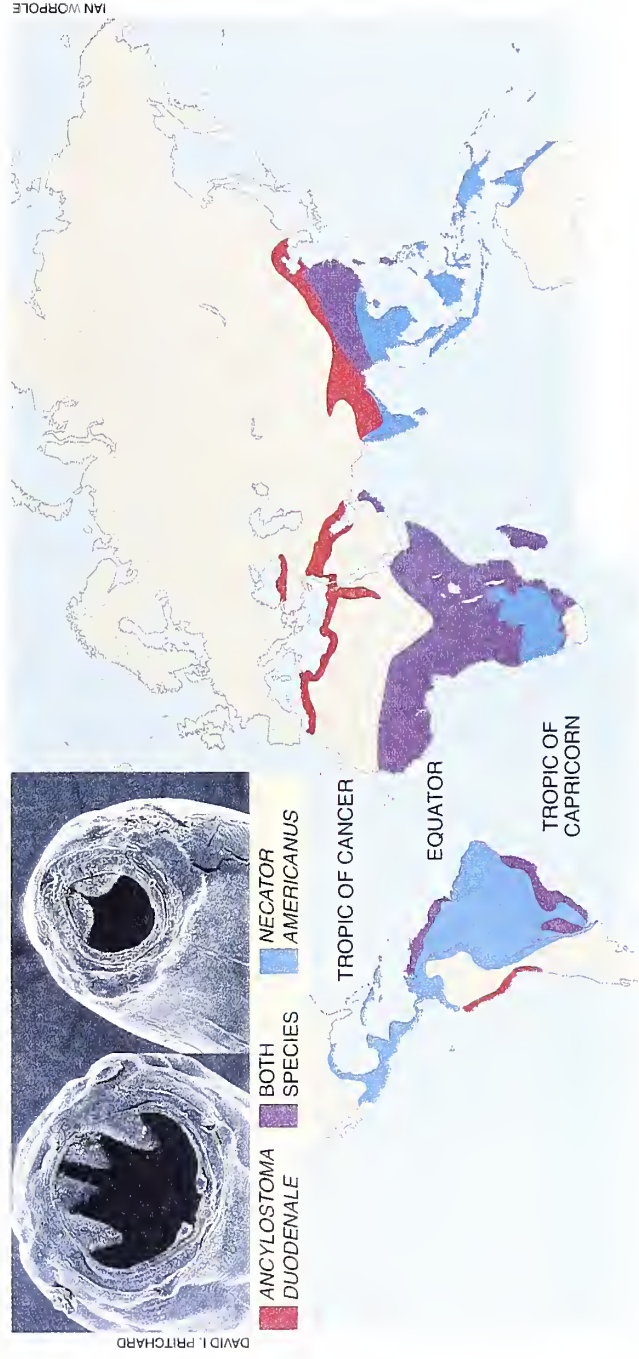 DAVID I. PRITCHARD
IAN WORPOLE
ANCYLOSTOMA
DUODENALE
BOTH
SPECIES
NECATOR
AMERICANUS
TROPIC OF CANCER
EQUATOR
TROPIC OF
CAPRICORN